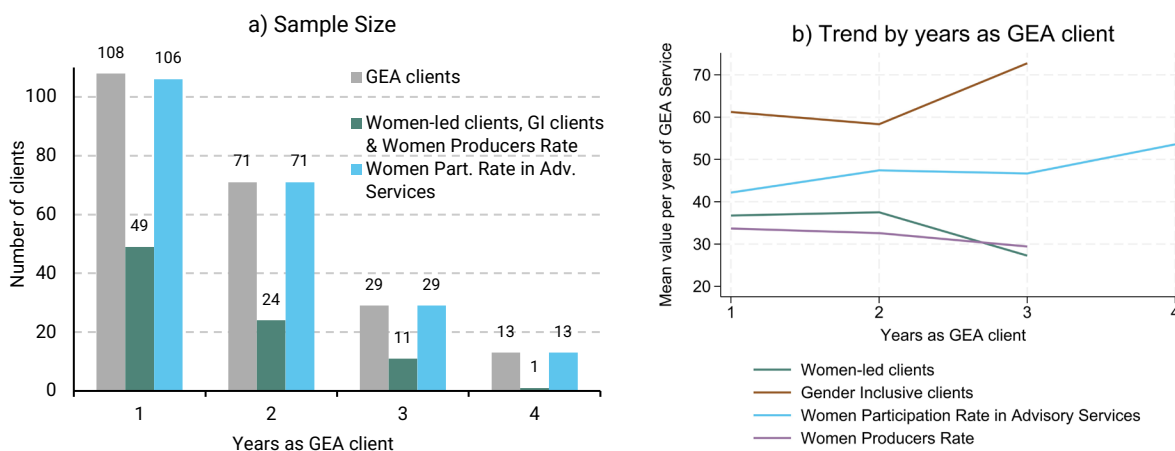 a) Sample Size
108
106
GEA clients
100
Women-led clients, GI clients
& Women Producers Rate
80
71
71
Women Part. Rate in Adv.
Services
60
49
40
29
29
24
20
13
13
11
1
0
1
2
3
4
Number of clients
Years as GEA client
b) Trend by years as GEA client
70
60
50
40
30
20
1
2
3
4
Mean value per year of GEA Service
Years as GEA client
Women-led clients
Gender Inclusive clients
Women Participation Rate in Advisory Services
Women Producers Rate